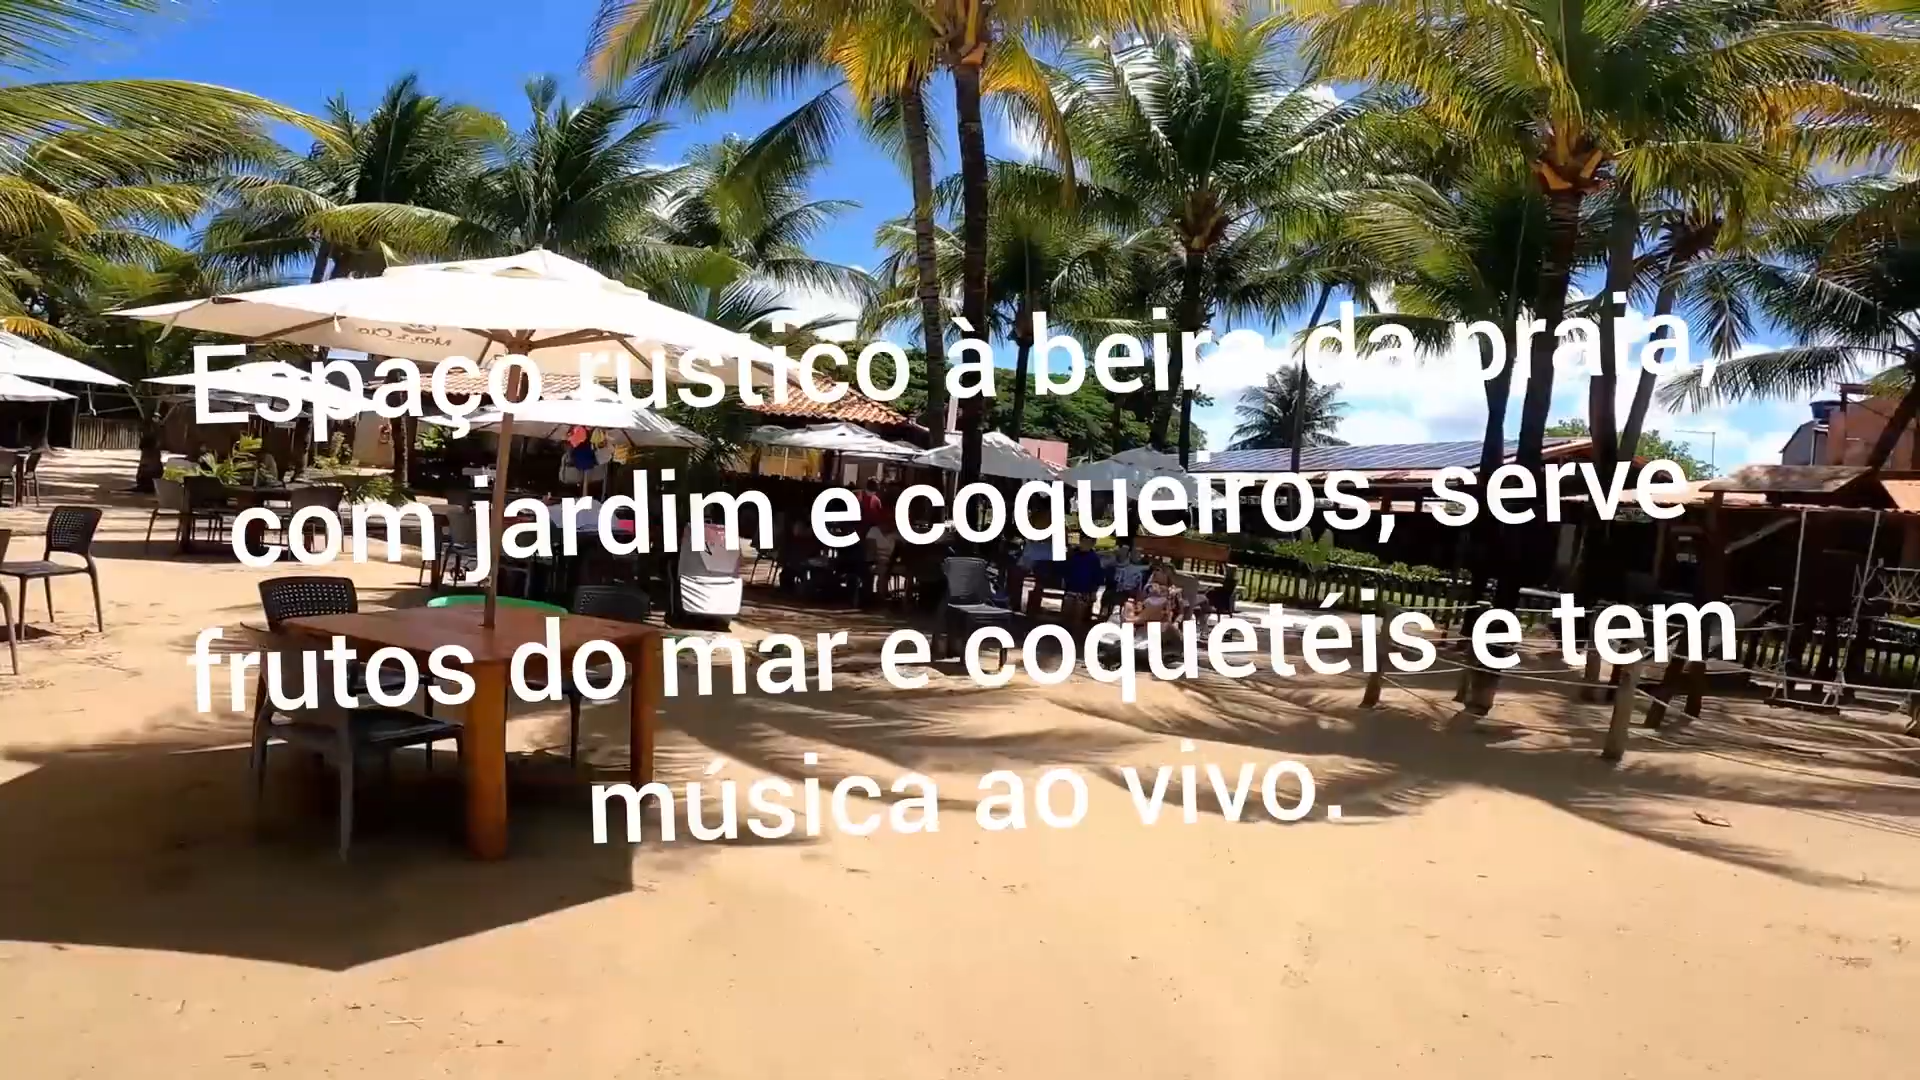 Espaço rústico à beira da praia,
com jardim e coqueiros, serve
frutos do mar e coquetéis e tem
música ao vivo.